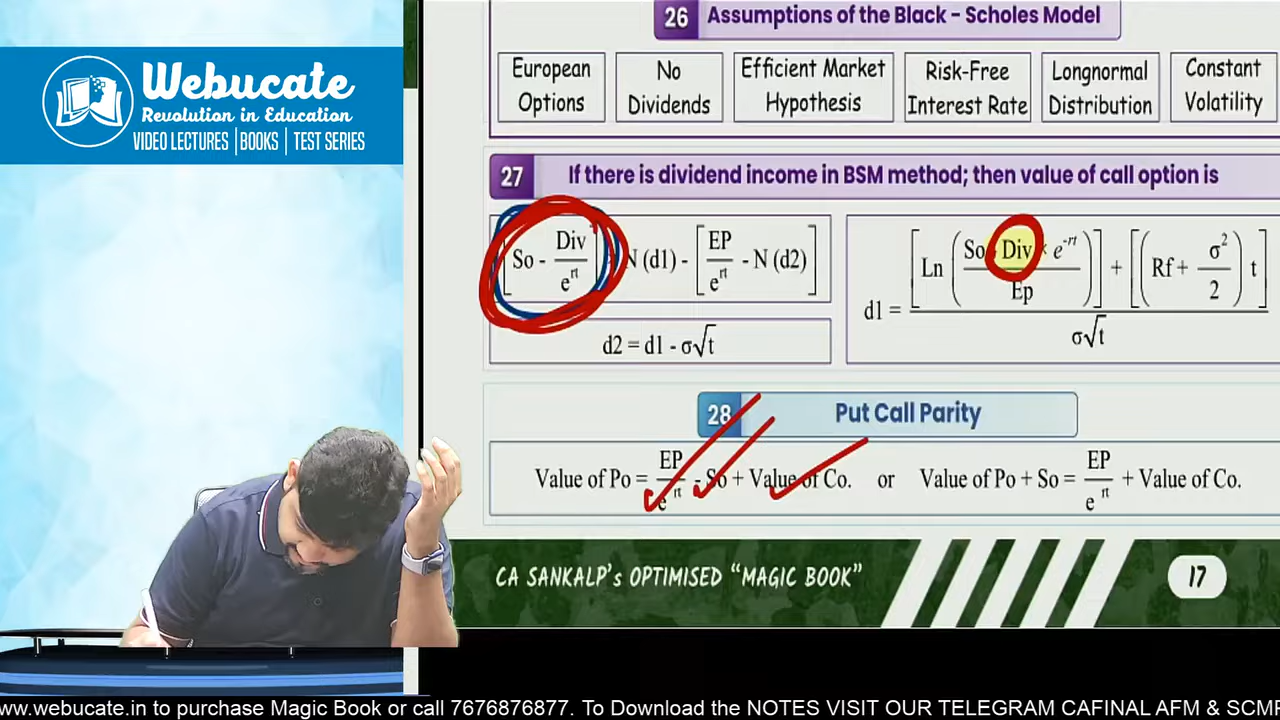 Webucate
Revolution in Education
VIDEO LECTURES | BOOKS | TEST SERIES
26 Assumptions of the Black - Scholes Model
European Options
No Dividends
Efficient Market Hypothesis
Risk-Free Interest Rate
Longnormal Distribution
Constant Volatility
27 If there is dividend income in BSM method; then value of call option is
[So - Div/e^rt] N (d1) - [EP/e^rt - N (d2)]
d2 = d1 - σ√t
d1 = [Ln (So - Div × e^-rt / Ep)] + [(Rf + σ²/2) t] / σ√t
28 Put Call Parity
Value of Po = EP/e^rt - So + Value of Co. or Value of Po + So = EP/e^rt + Value of Co.
CA SANKALP's OPTIMISED “MAGIC BOOK” 17
ww.webucate.in to purchase Magic Book or call 7676876877. To Download the NOTES VISIT OUR TELEGRAM CAFINAL AFM & SCMP